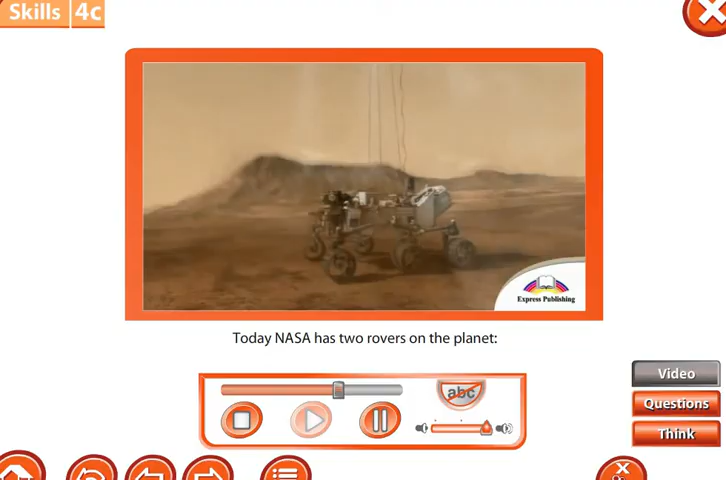 Skills 4c
Express Publishing
Today NASA has two rovers on the planet:
abc
Video
Questions
Think